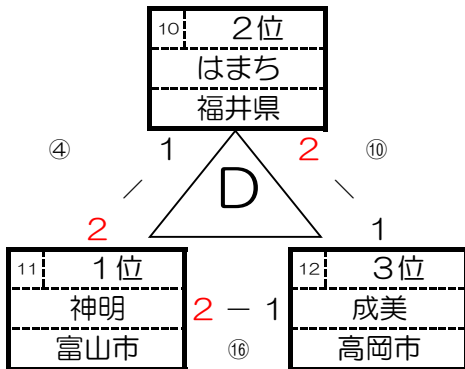 10 2位
はまち
福井県
④ 1 2 ⑩
／ D ＼
2 1
11 1位
神明
富山市
2 － 1
⑯
12 3位
成美
高岡市